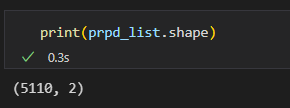 print(prpd_list.shape)
0.3s
(5110, 2)